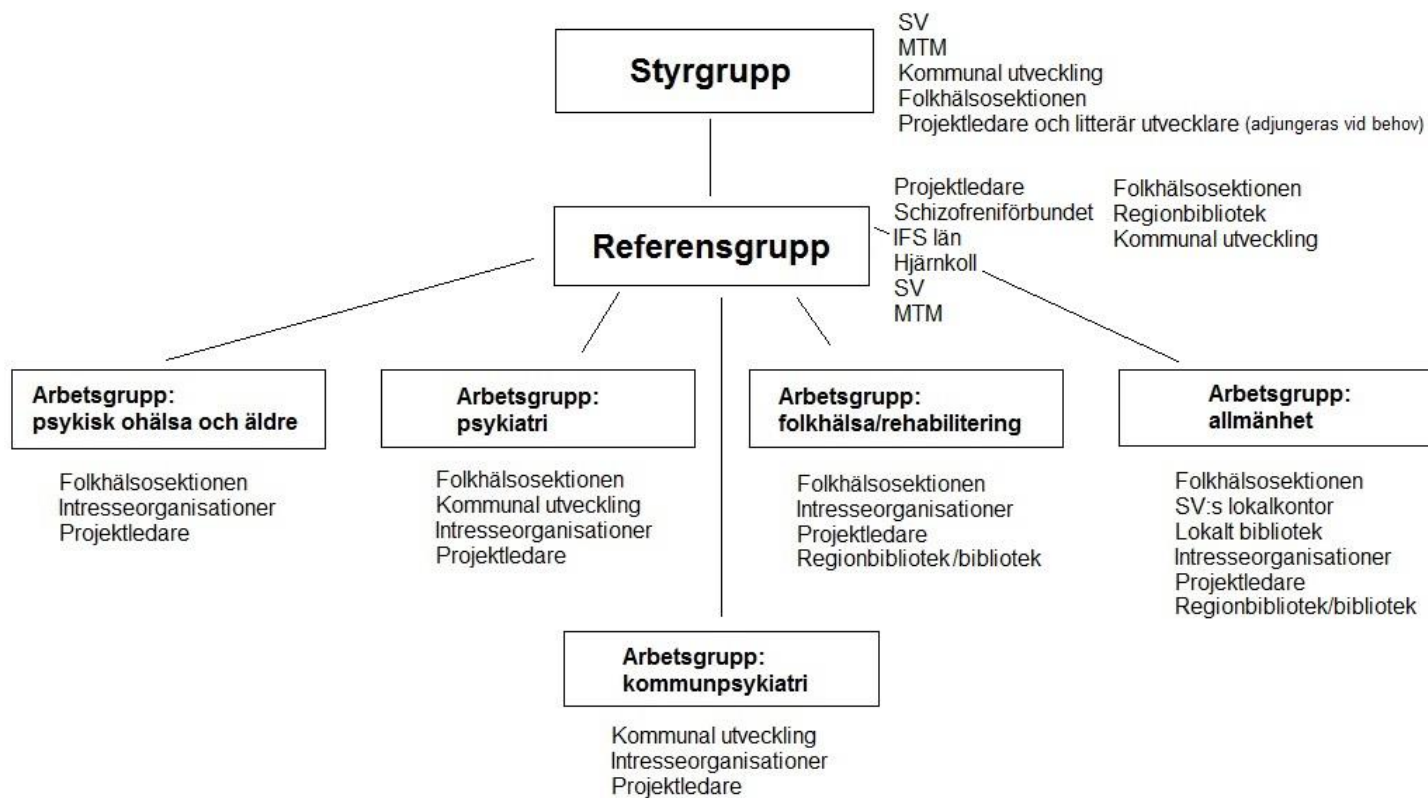 Styrgrupp
SV
MTM
Kommunal utveckling
Folkhälsosektionen
Projektledare och litterär utvecklare (adjungeras vid behov)
Referensgrupp
Projektledare
Schizofreniförbundet
IFS län
Hjärnkoll
SV
MTM
Folkhälsosektionen
Regionbibliotek
Kommunal utveckling
Arbetsgrupp:
psykisk ohälsa och äldre
Folkhälsosektionen
Intresseorganisationer
Projektledare
Arbetsgrupp:
psykiatri
Folkhälsosektionen
Kommunal utveckling
Intresseorganisationer
Projektledare
Arbetsgrupp:
folkhälsa/rehabilitering
Folkhälsosektionen
Intresseorganisationer
Projektledare
Regionbibliotek/bibliotek
Arbetsgrupp:
allmänhet
Folkhälsosektionen
SV:s lokalkontor
Lokalt bibliotek
Intresseorganisationer
Projektledare
Regionbibliotek/bibliotek
Arbetsgrupp:
kommunpsykiatri
Kommunal utveckling
Intresseorganisationer
Projektledare